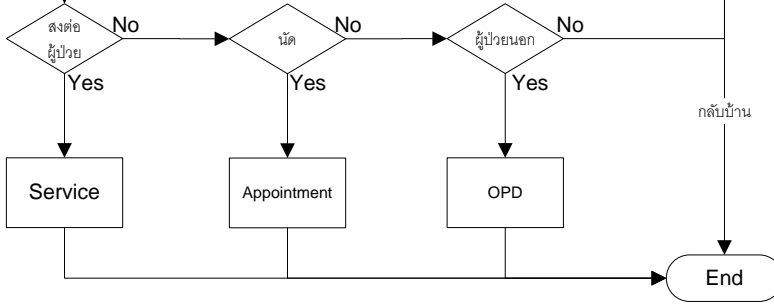 สงต่อ
ผู้ป่วย
No
นัด
No
ผู้ป่วยนอก
No
Yes
Yes
Yes
กลับบ้าน
Service
Appointment
OPD
End